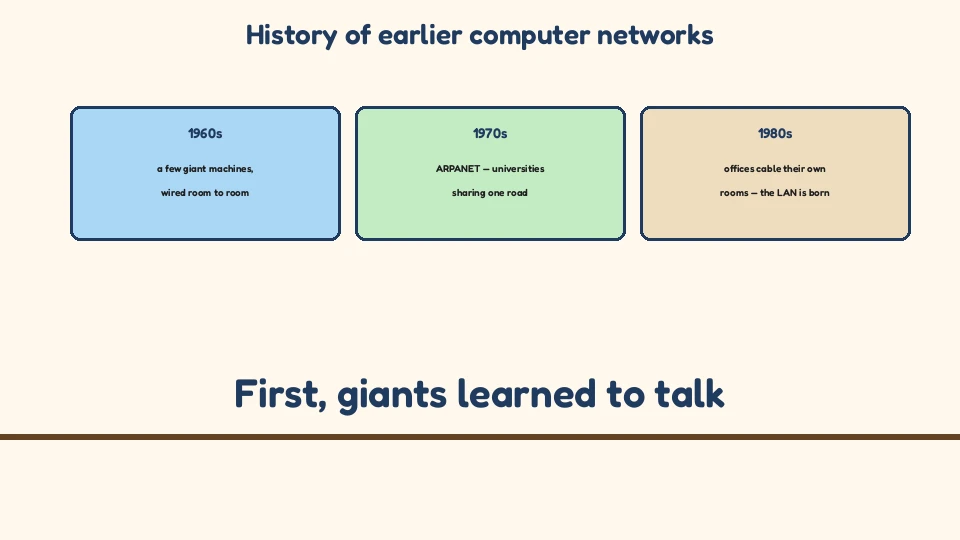 History of earlier computer networks
1960s
a few giant machines,
wired room to room
1970s
ARPANET – universities
sharing one road
1980s
offices cable their own
rooms – the LAN is born
First, giants learned to talk